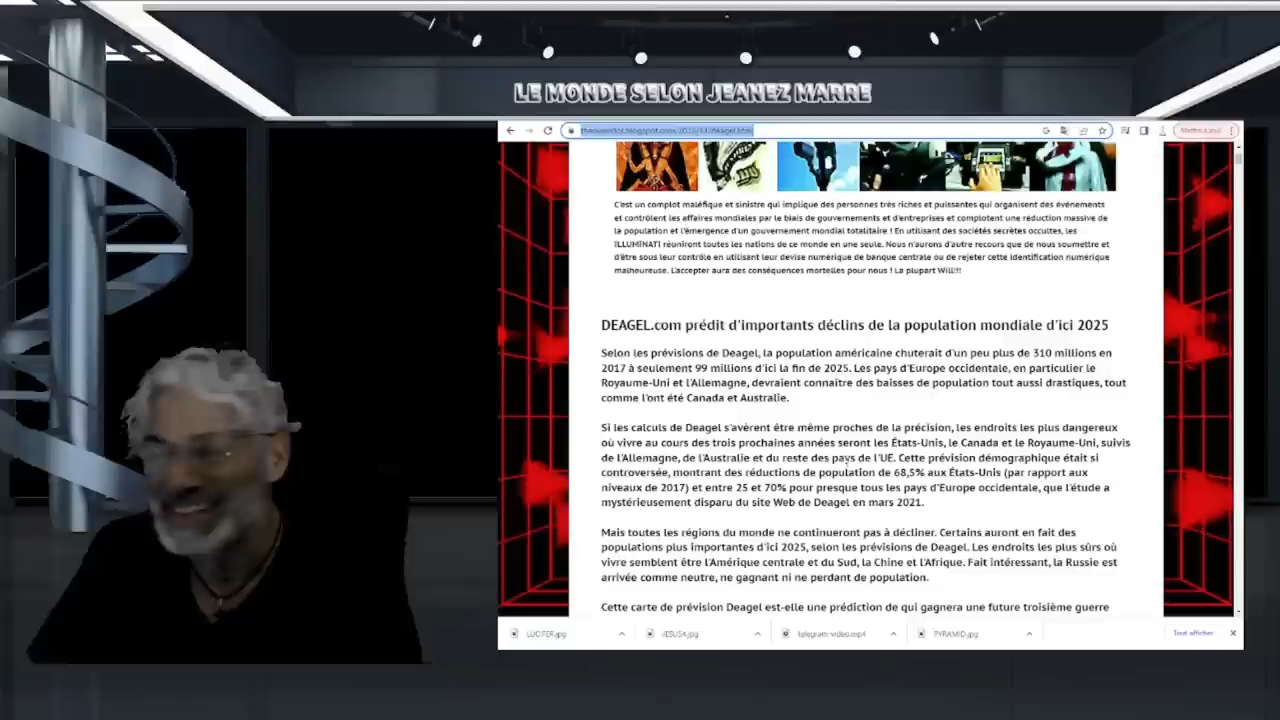 LE MONDE SELON JEANEZ MARRE
C'est un complot maléfique et sinistre qui implique des personnes très riches et puissantes qui organisent des événements
et contrôlent les affaires mondiales par le biais de gouvernements et d'entreprises et complotent une réduction massive de
la population et l'émergence d'un gouvernement mondial totalitaire ! En utilisant des sociétés secrètes occultes, les
ILLUMINATI réuniront toutes les nations de ce monde en une seule. Nous n'aurons d'autre recours que de nous soumettre et
d'être sous leur contrôle en utilisant leur devise numérique de banque centrale ou de rejeter cette identification numérique
malheureuse. L'accepter aura des conséquences mortelles pour nous ! La plupart Will!!!
DEAGEL.com prédit d'importants déclins de la population mondiale d'ici 2025
Selon les prévisions de Deagel, la population américaine chuterait d'un peu plus de 310 millions en
2017 à seulement 99 millions d'ici la fin de 2025. Les pays d'Europe occidentale, en particulier le
Royaume-Uni et l'Allemagne, devraient connaître des baisses de population tout aussi drastiques, tout
comme l'ont été Canada et Australie.
Si les calculs de Deagel s'avèrent être même proches de la précision, les endroits les plus dangereux
où vivre au cours des trois prochaines années seront les États-Unis, le Canada et le Royaume-Uni, suivis
de l'Allemagne, de l'Australie et du reste des pays de l'UE. Cette prévision démographique était si
controversée, montrant des réductions de population de 68,5% aux États-Unis (par rapport aux
niveaux de 2017) et entre 25 et 70% pour presque tous les pays d'Europe occidentale, que l'étude a
mystérieusement disparu du site Web de Deagel en mars 2021.
Mais toutes les régions du monde ne continueront pas à décliner. Certains auront en fait des
populations plus importantes d'ici 2025, selon les prévisions de Deagel. Les endroits les plus sûrs où
vivre semblent être l'Amérique centrale et du Sud, la Chine et l'Afrique. Fait intéressant, la Russie est
arrivée comme neutre, ne gagnant ni ne perdant de population.
Cette carte de prévision Deagel est-elle une prédiction de qui gagnera une future troisième guerre
LUCIFER.jpg
JESUS4.jpg
telegram-video.mp4
PYRAMID.jpg
Tout afficher